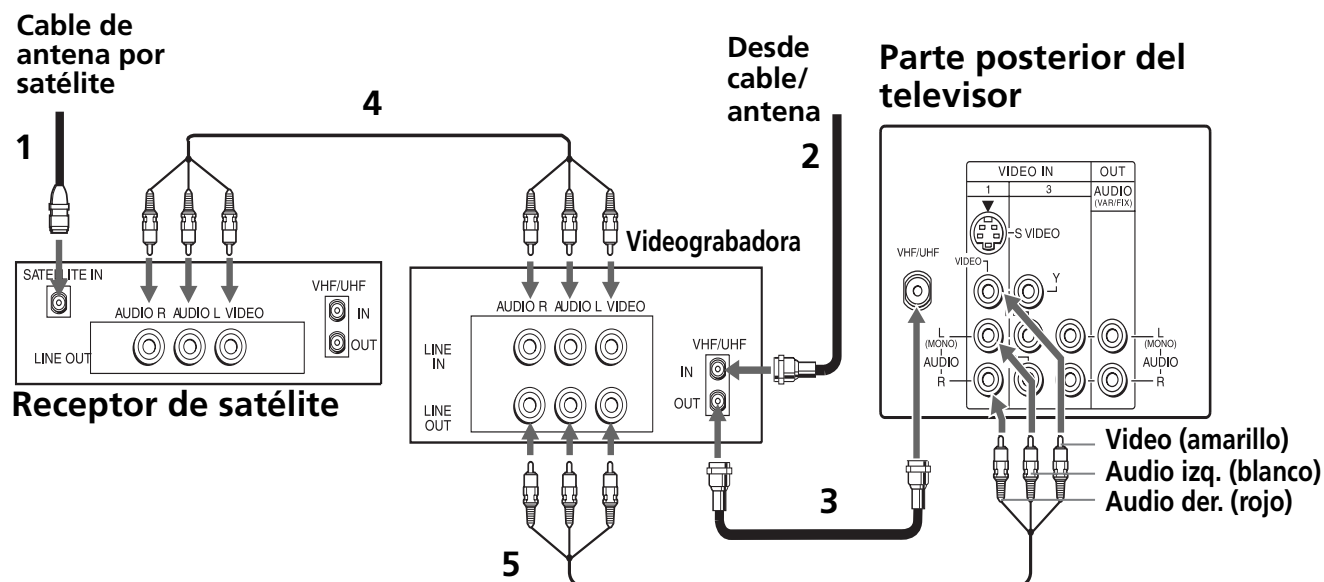 Cable de
antena por
satélite
1
4
Desde
cable/
antena
2
Parte posterior del
televisor
VIDEO IN
OUT
1
3
AUDIO
(VAR/FIX)
S VIDEO
VHF/UHF
VIDEO
Y
L
(MONO)
AUDIO
R
L
(MONO)
AUDIO
R
Videograbadora
SATELLITE IN
AUDIO R AUDIO L VIDEO
VHF/UHF
IN
OUT
LINE OUT
Receptor de satélite
AUDIO R AUDIO L VIDEO
LINE
IN
LINE
OUT
VHF/UHF
IN
OUT
Video (amarillo)
Audio izq. (blanco)
Audio der. (rojo)
3
5